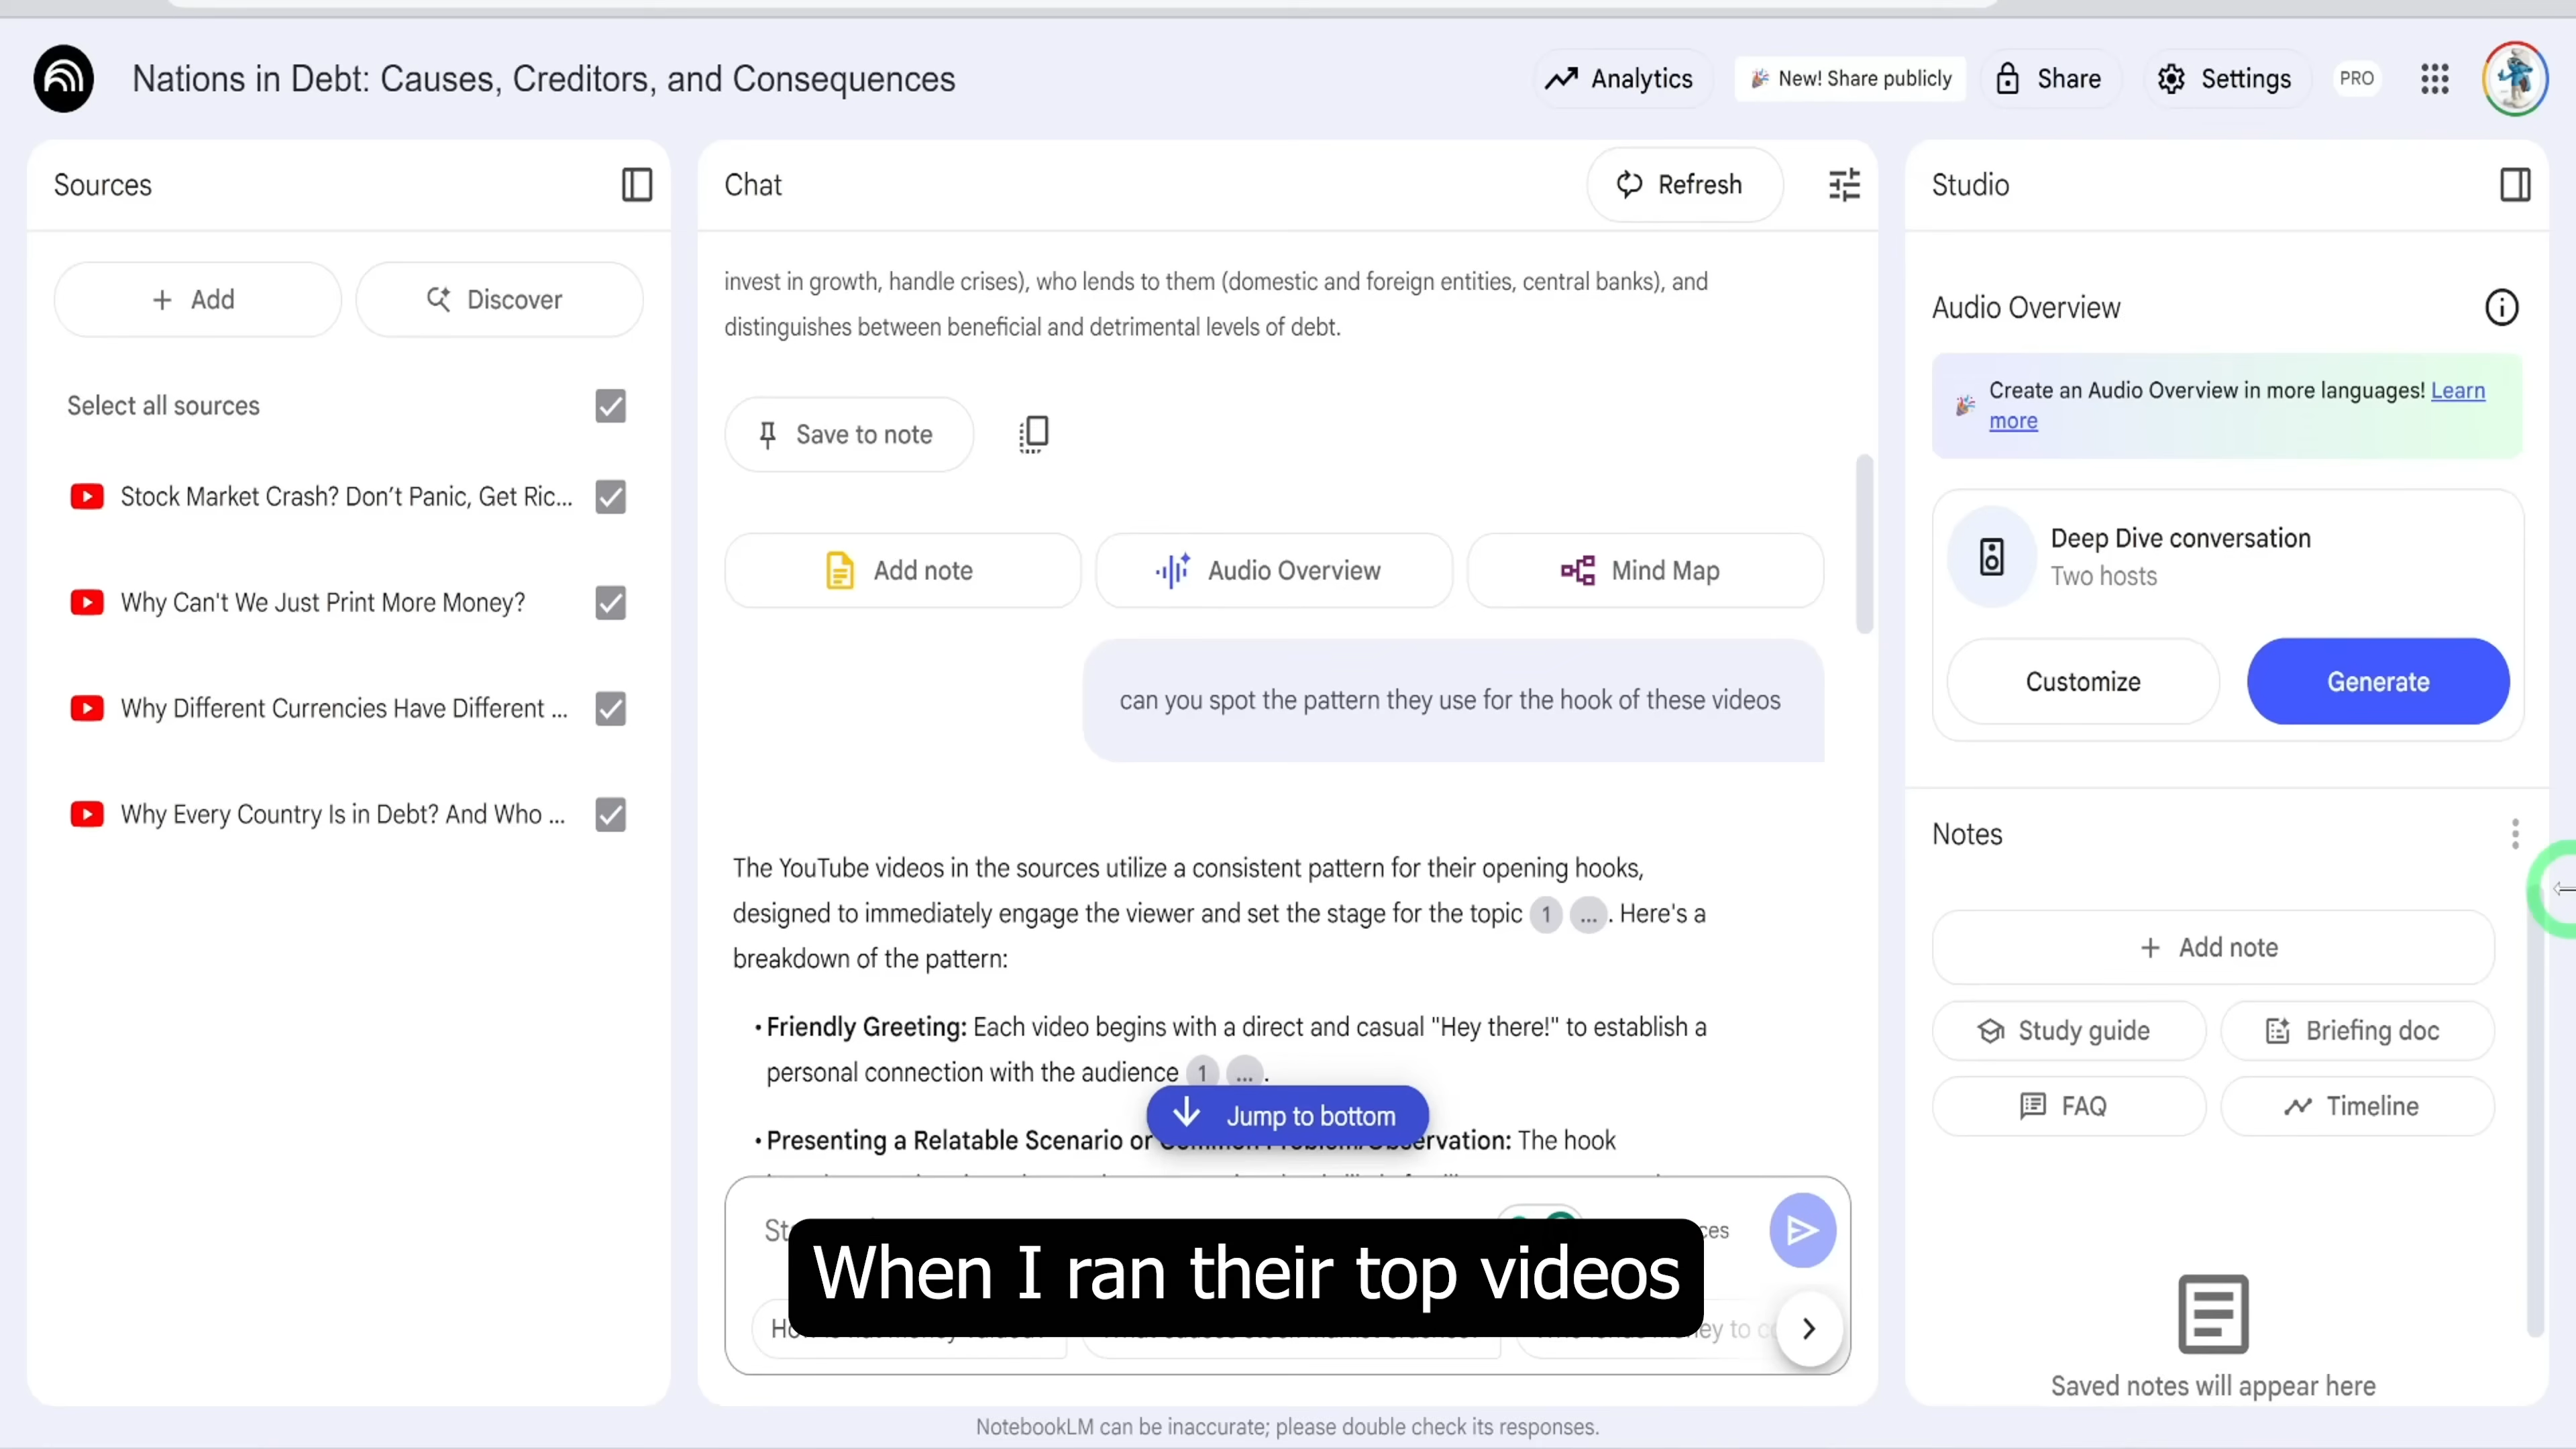 Nations in Debt: Causes, Creditors, and Consequences
Analytics
New! Share publicly
Share
Settings
PRO
Sources
Add
Discover
Select all sources
Stock Market Crash? Don’t Panic, Get Ric...
Why Can't We Just Print More Money?
Why Different Currencies Have Different ...
Why Every Country Is in Debt? And Who ...
Chat
Refresh
invest in growth, handle crises), who lends to them (domestic and foreign entities, central banks), and
distinguishes between beneficial and detrimental levels of debt.
Save to note
Add note
Audio Overview
Mind Map
can you spot the pattern they use for the hook of these videos
The YouTube videos in the sources utilize a consistent pattern for their opening hooks,
designed to immediately engage the viewer and set the stage for the topic 1 ... . Here's a
breakdown of the pattern:
• Friendly Greeting: Each video begins with a direct and casual "Hey there!" to establish a
personal connection with the audience 1 ... .
Jump to bottom
• Presenting a Relatable Scenario or The hook
When I ran their top videos
Studio
Audio Overview
Create an Audio Overview in more languages! Learn
more
Deep Dive conversation
Two hosts
Customize
Generate
Notes
+ Add note
Study guide
Briefing doc
FAQ
Timeline
Saved notes will appear here
NotebookLM can be inaccurate; please double check its responses.